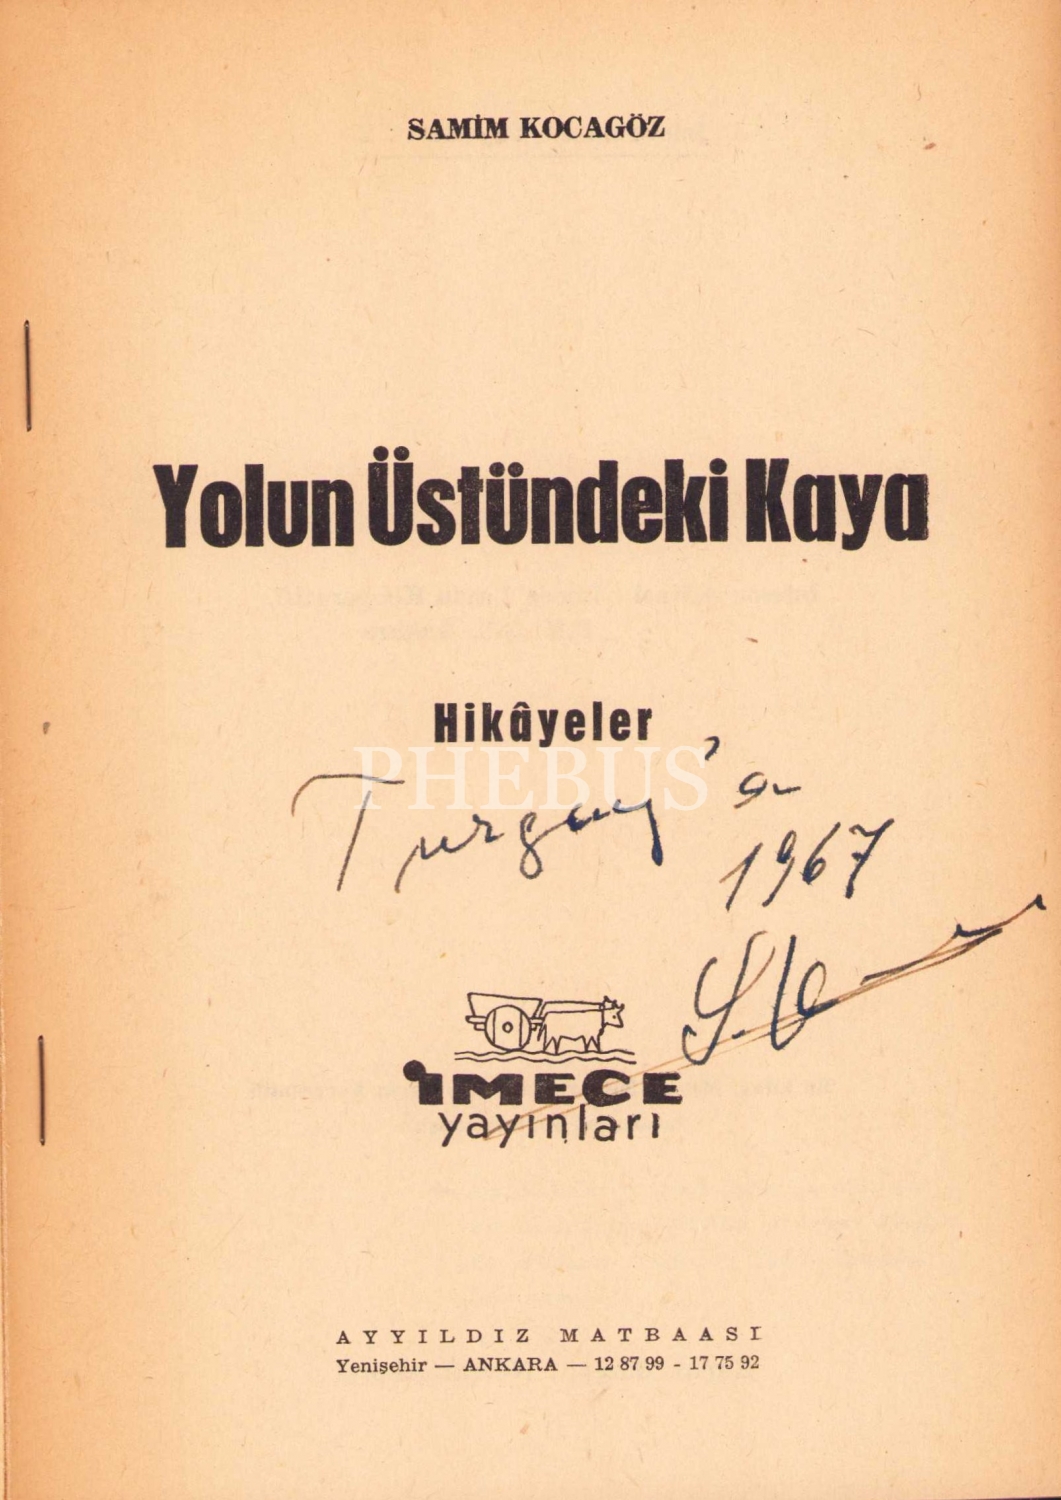 SAMİM KOCAGÖZ
Yolun Üstündeki Kaya
Hikâyeler
PHEBUS
Turgay'a
1967
İMECE
yayınları
AYYILDIZ MATBAASI
Yenişehir — ANKARA — 12 87 99 - 17 75 92